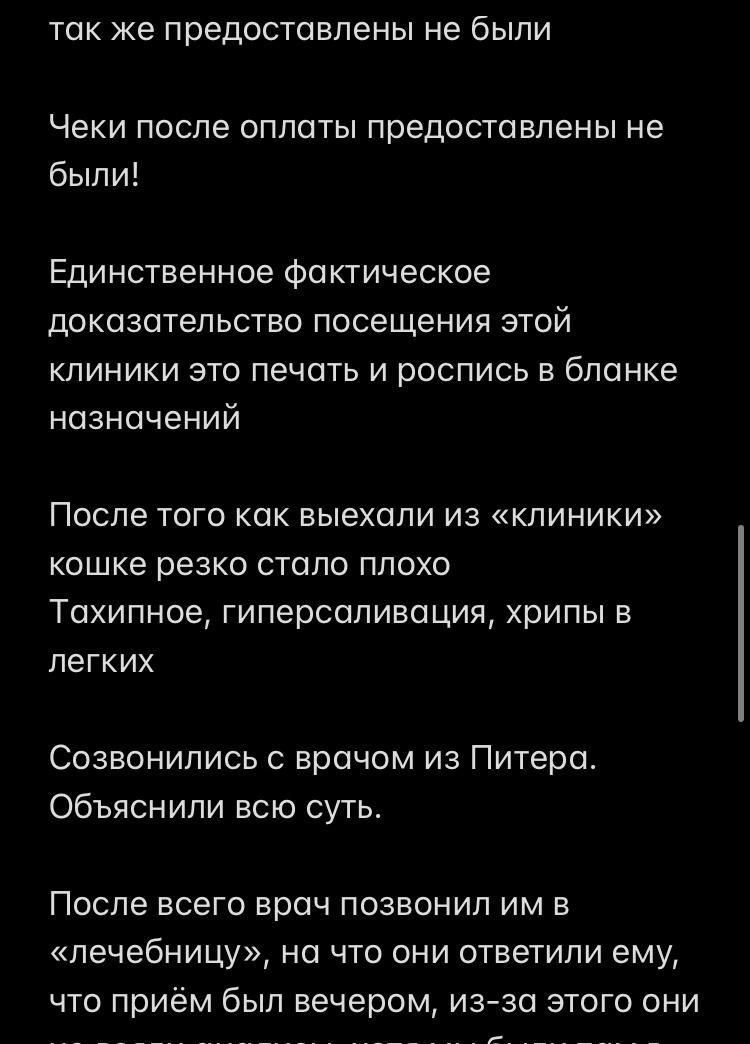 так же предоставлены не были
Чеки после оплаты предоставлены не
были!
Единственное фактическое
доказательство посещения этой
клиники это печать и роспись в бланке
назначений
После того как выехали из «клиники»
кошке резко стало плохо
Тахипное, гиперсаливация, хрипы в
легких
Созвонились с врачом из Питера.
Объяснили всю суть.
После всего врач позвонил им в
«лечебницу», на что они ответили ему,
что приём был вечером, из-за этого они